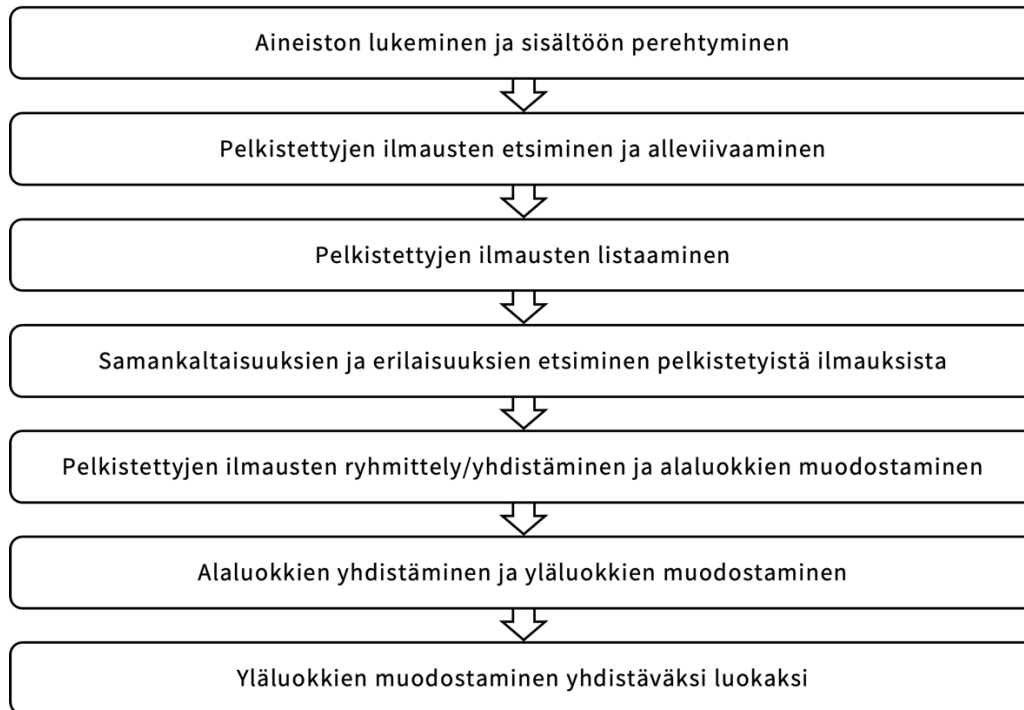 Aineiston lukeminen ja sisältöön perehtyminen
Pelkistettyjen ilmausten etsiminen ja alleviivaaminen
Pelkistettyjen ilmausten listaaminen
Samankaltaisuuksien ja erilaisuuksien etsiminen pelkistetyistä ilmauksista
Pelkistettyjen ilmausten ryhmittely/yhdistäminen ja alaluokkien muodostaminen
Alaluokkien yhdistäminen ja yläluokkien muodostaminen
Yläluokkien muodostaminen yhdistäväksi luokaksi